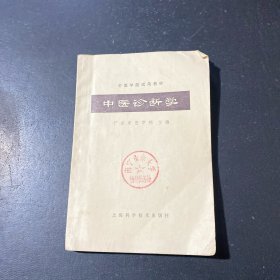 中医学院试用教材
中医诊断学
广东中医学院 主编
上海科学技术出版社